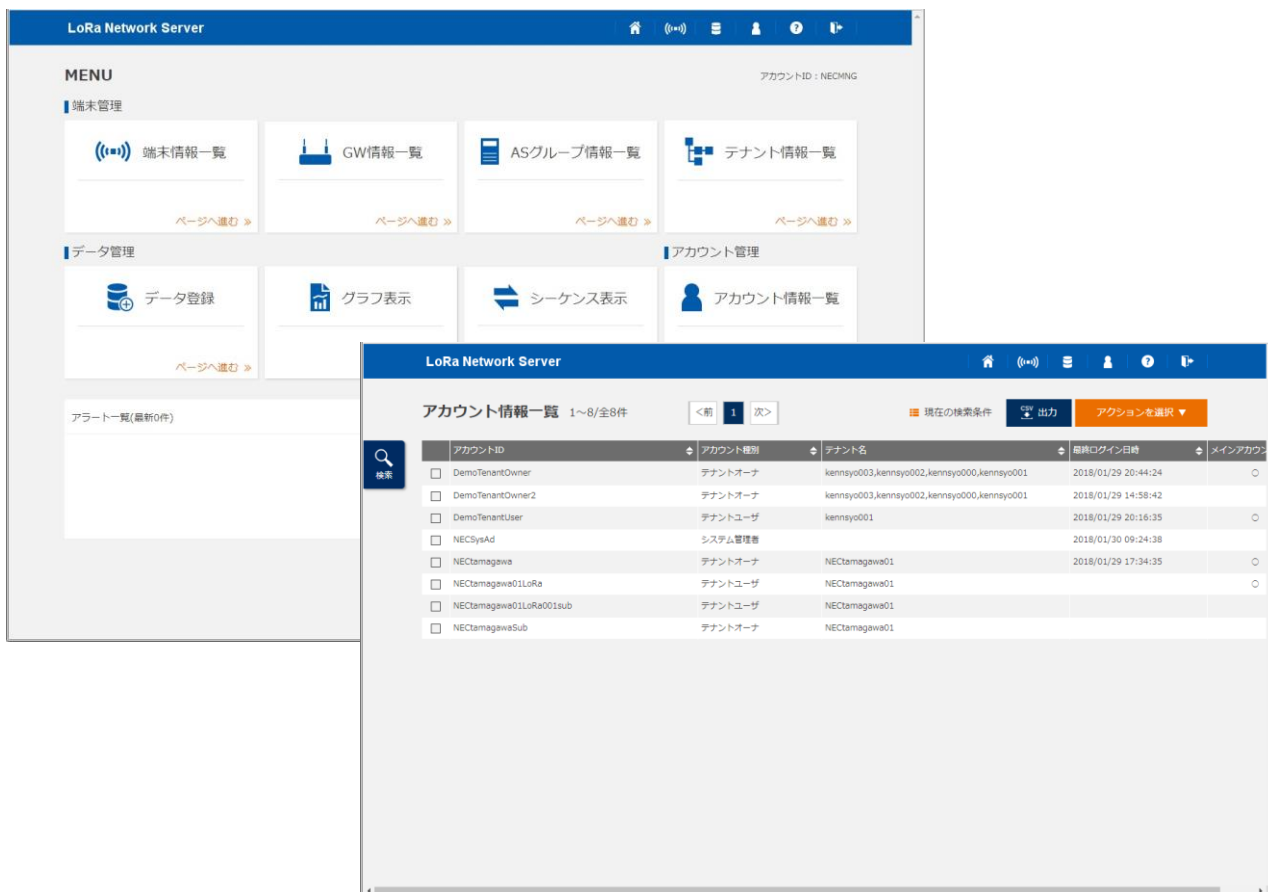 LoRa Network Server
MENU
アカウントID : NECMNG
端末管理
端末情報一覧
ページへ進む »
GW情報一覧
ページへ進む »
ASグループ情報一覧
ページへ進む »
テナント情報一覧
ページへ進む »
データ管理
アカウント管理
データ登録
ページへ進む »
グラフ表示
シーケンス表示
アカウント情報一覧
アラート一覧(最新0件)
LoRa Network Server
アカウント情報一覧 1~8/全8件
<前 1 次>
現在の検索条件
CSV 出力
アクションを選択 ▼
検索
アカウントID アカウント種別 テナント名 最終ログイン日時 メインアカウン
DemoTenantOwner テナントオーナ kennsyo003,kennsyo002,kennsyo000,kennsyo001 2018/01/29 20:44:24 ○
DemoTenantOwner2 テナントオーナ kennsyo003,kennsyo002,kennsyo000,kennsyo001 2018/01/29 14:58:42
DemoTenantUser テナントユーザ kennsyo001 2018/01/29 20:16:35 ○
NECSysAd システム管理者 2018/01/30 09:24:38
NECtamagawa テナントオーナ NECtamagawa01 2018/01/29 17:34:35 ○
NECtamagawa01LoRa テナントユーザ NECtamagawa01 ○
NECtamagawa01LoRa001sub テナントユーザ NECtamagawa01
NECtamagawaSub テナントオーナ NECtamagawa01